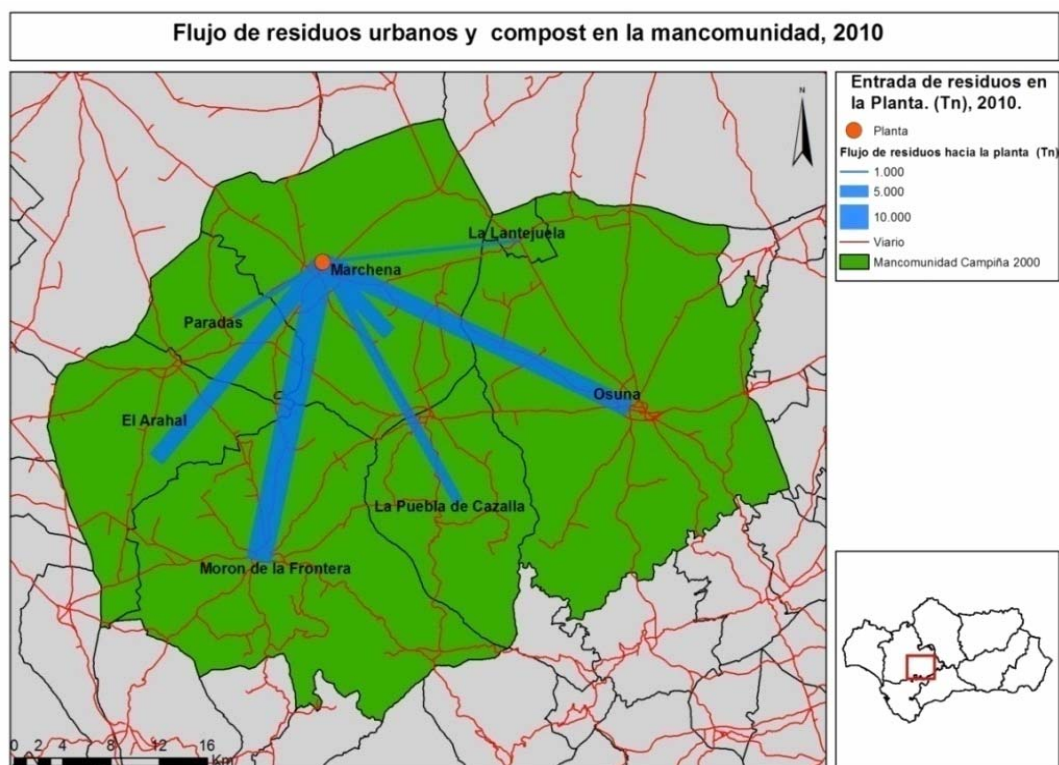 Flujo de residuos urbanos y compost en la mancomunidad, 2010
N
La Lantejuela
Marchena
Paradas
Osuna
El Arahal
La Puebla de Cazalla
Moron de la Frontera
0 2 4 8 12 16
Km
Entrada de residuos en
la Planta. (Tn), 2010.
Planta
Flujo de residuos hacia la planta (Tn)
1.000
5.000
10.000
Viario
Mancomunidad Campiña 2000